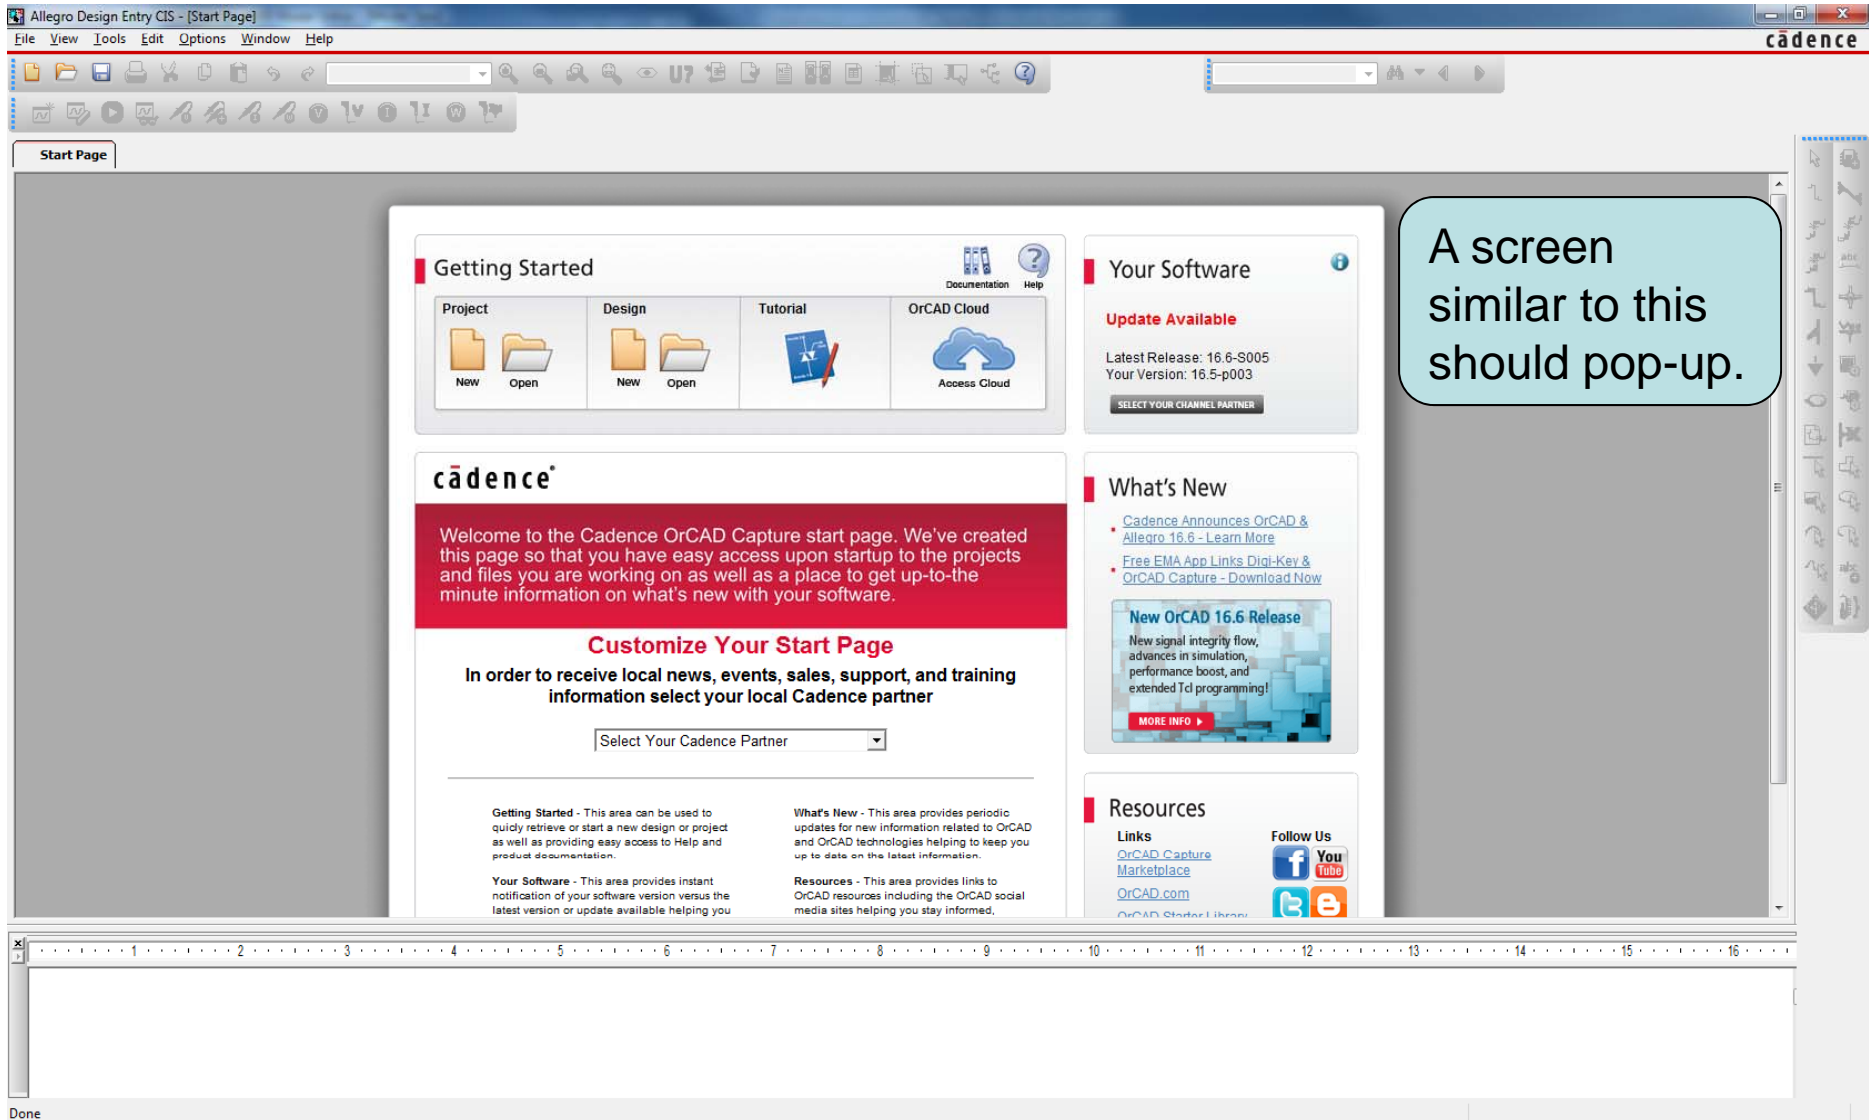 Allegro Design Entry CIS - [Start Page]
File View Tools Edit Options Window Help
cādence
U?
Start Page
Getting Started
Documentation Help
Project Design Tutorial OrCAD Cloud
New Open New Open Access Cloud
Your Software
Update Available
Latest Release: 16.6-S005
Your Version: 16.5-p003
SELECT YOUR CHANNEL PARTNER
A screen
similar to this
should pop-up.
cādence®
Welcome to the Cadence OrCAD Capture start page. We've created
this page so that you have easy access upon startup to the projects
and files you are working on as well as a place to get up-to-the
minute information on what's new with your software.
Customize Your Start Page
In order to receive local news, events, sales, support, and training
information select your local Cadence partner
Select Your Cadence Partner
Getting Started - This area can be used to
quicly retrieve or start a new design or project
as well as providing easy access to Help and
product documentation.
Your Software - This area provides instant
notification of your software version versus the
latest version or update available helping you
What's New - This area provides periodic
updates for new information related to OrCAD
and OrCAD technologies helping to keep you
up to date on the latest information.
Resources - This area provides links to
OrCAD resources including the OrCAD social
media sites helping you stay informed,
What's New
Cadence Announces OrCAD &
Allegro 16.6 - Learn More
Free EMA App Links Digi-Key &
OrCAD Capture - Download Now
New OrCAD 16.6 Release
New signal integrity flow,
advances in simulation,
performance boost, and
extended Tcl programming!
MORE INFO
Resources
Links Follow Us
OrCAD Capture
Marketplace
OrCAD.com
OrCAD Starter Library
You
Tube
1 2 3 4 5 6 7 8 9 10 11 12 13 14 15 16
Done